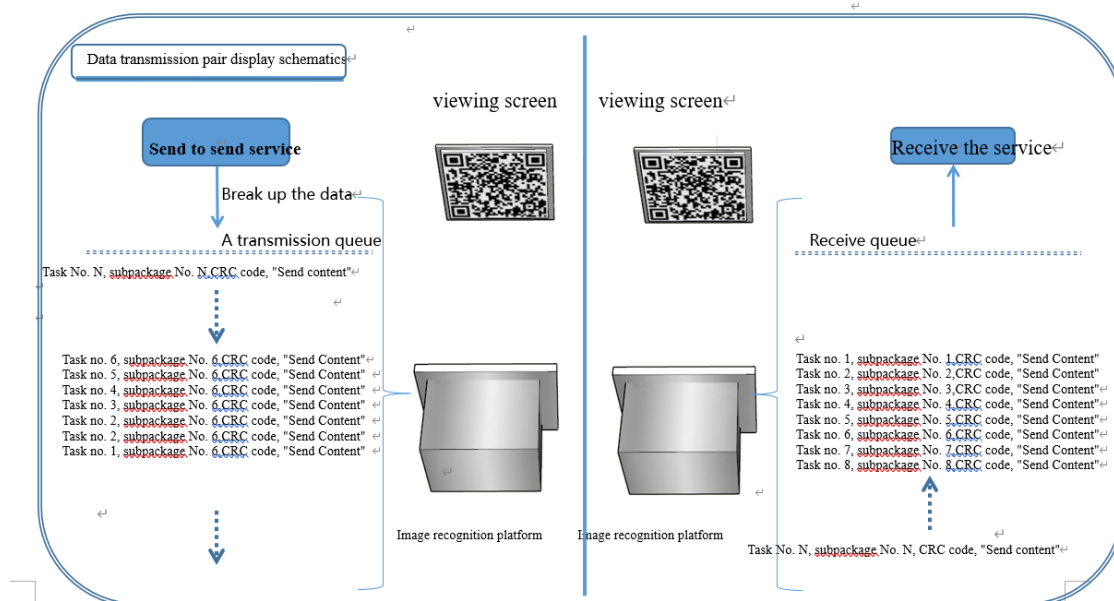 Data transmission pair display schematics
viewing screen
viewing screen
Send to send service
Receive the service
Break up the data
A transmission queue
Receive queue
Task No. N, subpackage No. N,CRC code, "Send content"
Task no. 6, subpackage No. 6,CRC code, "Send Content"
Task no. 5, subpackage No. 6,CRC code, "Send Content"
Task no. 4, subpackage No. 6,CRC code, "Send Content"
Task no. 3, subpackage No. 6,CRC code, "Send Content"
Task no. 2, subpackage No. 6,CRC code, "Send Content"
Task no. 2, subpackage No. 6,CRC code, "Send Content"
Task no. 1, subpackage No. 6,CRC code, "Send Content"
Task no. 1, subpackage No. 1,CRC code, "Send Content"
Task no. 2, subpackage No. 2,CRC code, "Send Content"
Task no. 3, subpackage No. 3,CRC code, "Send Content"
Task no. 4, subpackage No. 4,CRC code, "Send Content"
Task no. 5, subpackage No. 5,CRC code, "Send Content"
Task no. 6, subpackage No. 6,CRC code, "Send Content"
Task no. 7, subpackage No. 7,CRC code, "Send Content"
Task no. 8, subpackage No. 8,CRC code, "Send Content"
Image recognition platform
Image recognition platform
Task No. N, subpackage No. N, CRC code, "Send content"